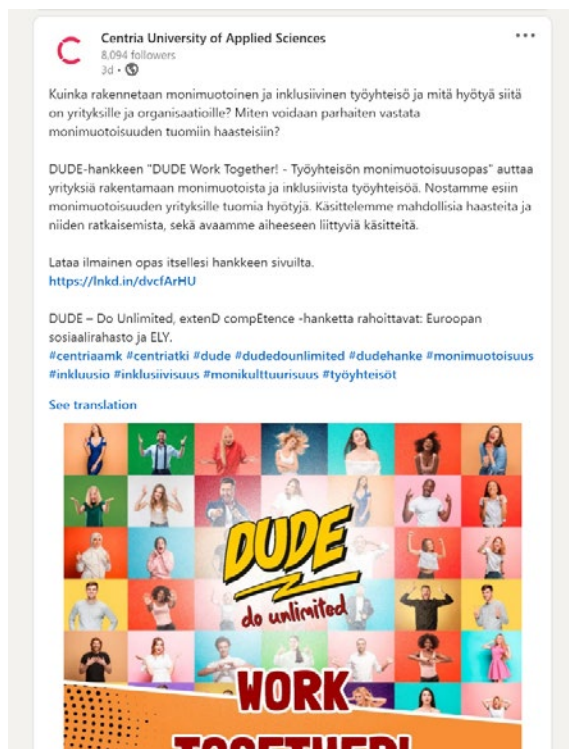 Centria University of Applied Sciences
8,094 followers
3d •
Kuinka rakennetaan monimuotoinen ja inklusiivinen työyhteisö ja mitä hyötyä siitä
on yrityksille ja organisaatioille? Miten voidaan parhaiten vastata
monimuotoisuuden tuomiin haasteisiin?
DUDE-hankkeen "DUDE Work Together! - Työyhteisön monimuotoisuusopas" auttaa
yrityksiä rakentamaan monimuotoista ja inklusiivista työyhteisöä. Nostamme esiin
monimuotoisuuden yrityksille tuomia hyötyjä. Käsittelemme mahdollisia haasteita ja
niiden ratkaisemista, sekä avaamme aiheeseen liittyviä käsitteitä.
Lataa ilmainen opas itsellesi hankkeen sivuilta.
https://lnkd.in/dvcfArHU
DUDE – Do Unlimited, extenD compEtence -hanketta rahoittavat: Euroopan
sosiaalirahasto ja ELY.
#centriaamk #centriatki #dude #dudedounlimited #dudehanke #monimuotoisuus
#inkluusio #inklusiivisuus #monikulttuurisuus #työyhteisöt
See translation
DUDE
do unlimited
WORK
TOGETHER!